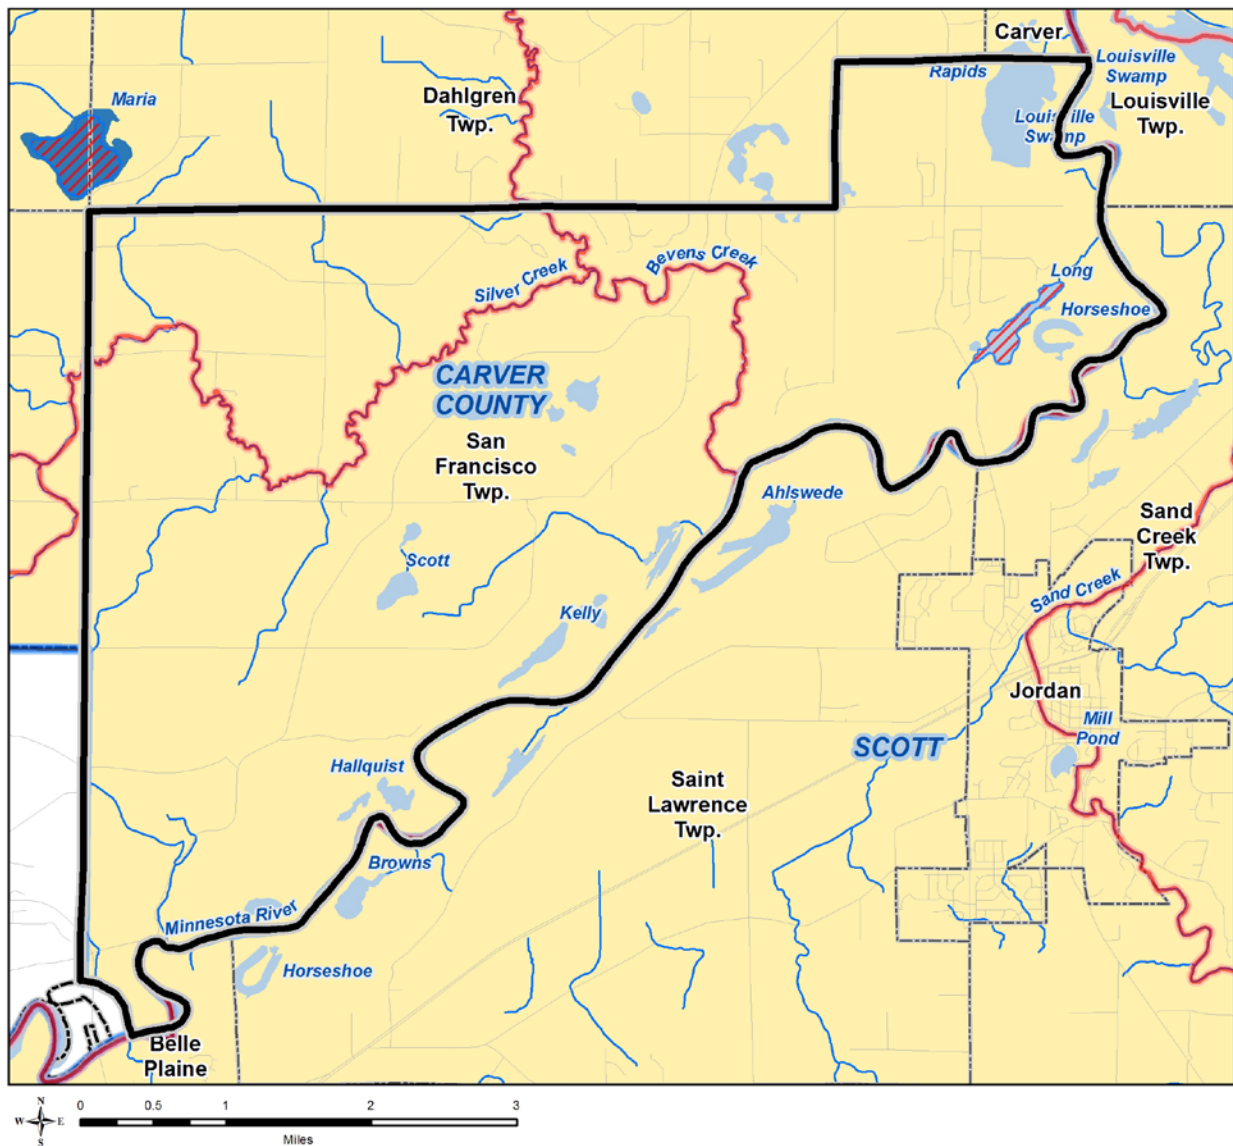 Carver
Rapids
Louisville
Swamp
Louisville
Twp.
Maria
Dahlgren
Twp.
Louisville
Swamp
Bevens Creek
Silver Creek
Long
Horseshoe
CARVER
COUNTY
San
Francisco
Twp.
Ahlswede
Sand
Creek
Twp.
Scott
Sand Creek
Kelly
Jordan
Mill
Pond
SCOTT
Hallquist
Saint
Lawrence
Twp.
Browns
Minnesota River
Horseshoe
Belle
Plaine
N
W E
S
0 0.5 1 2 3
Miles